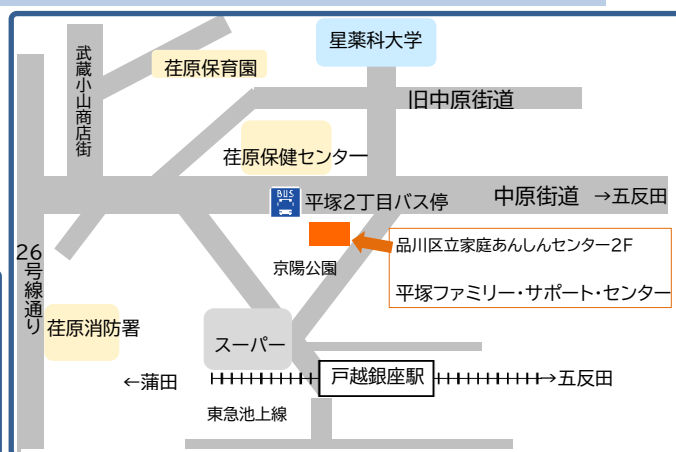 星薬科大学
武蔵小山商店街
荏原保育園
旧中原街道
荏原保健センター
BUS
平塚2丁目バス停
中原街道 →五反田
品川区立家庭あんしんセンター2F
平塚ファミリー・サポート・センター
京陽公園
26号線通り
荏原消防署
スーパー
←蒲田
戸越銀座駅
→五反田
東急池上線